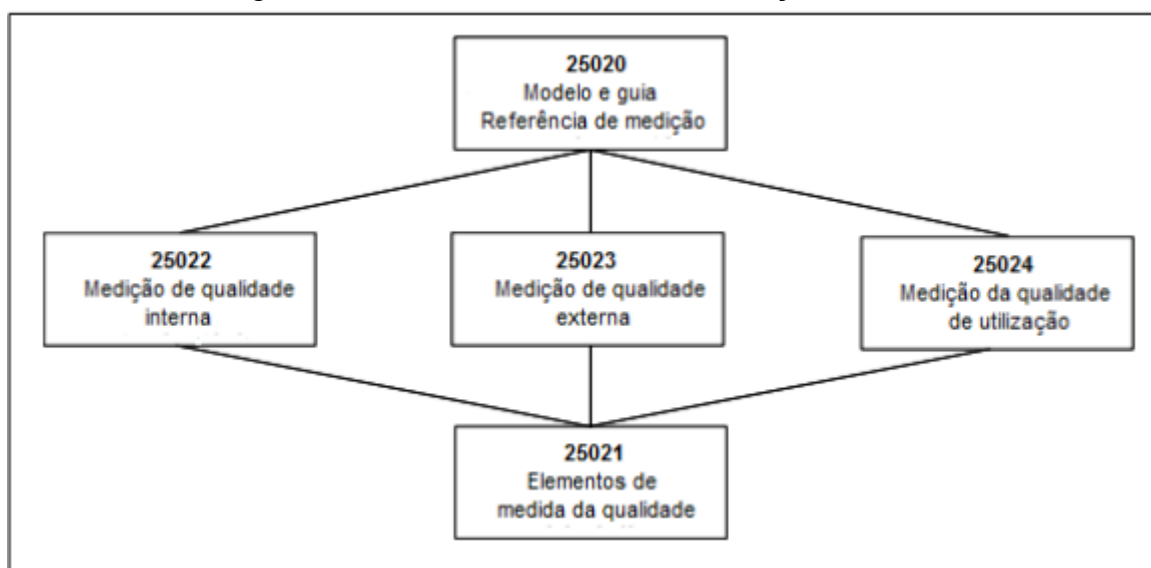 25020
Modelo e guia
Referência de medição
25022
Medição de qualidade
interna
25023
Medição de qualidade
externa
25024
Medição da qualidade
de utilização
25021
Elementos de
medida da qualidade